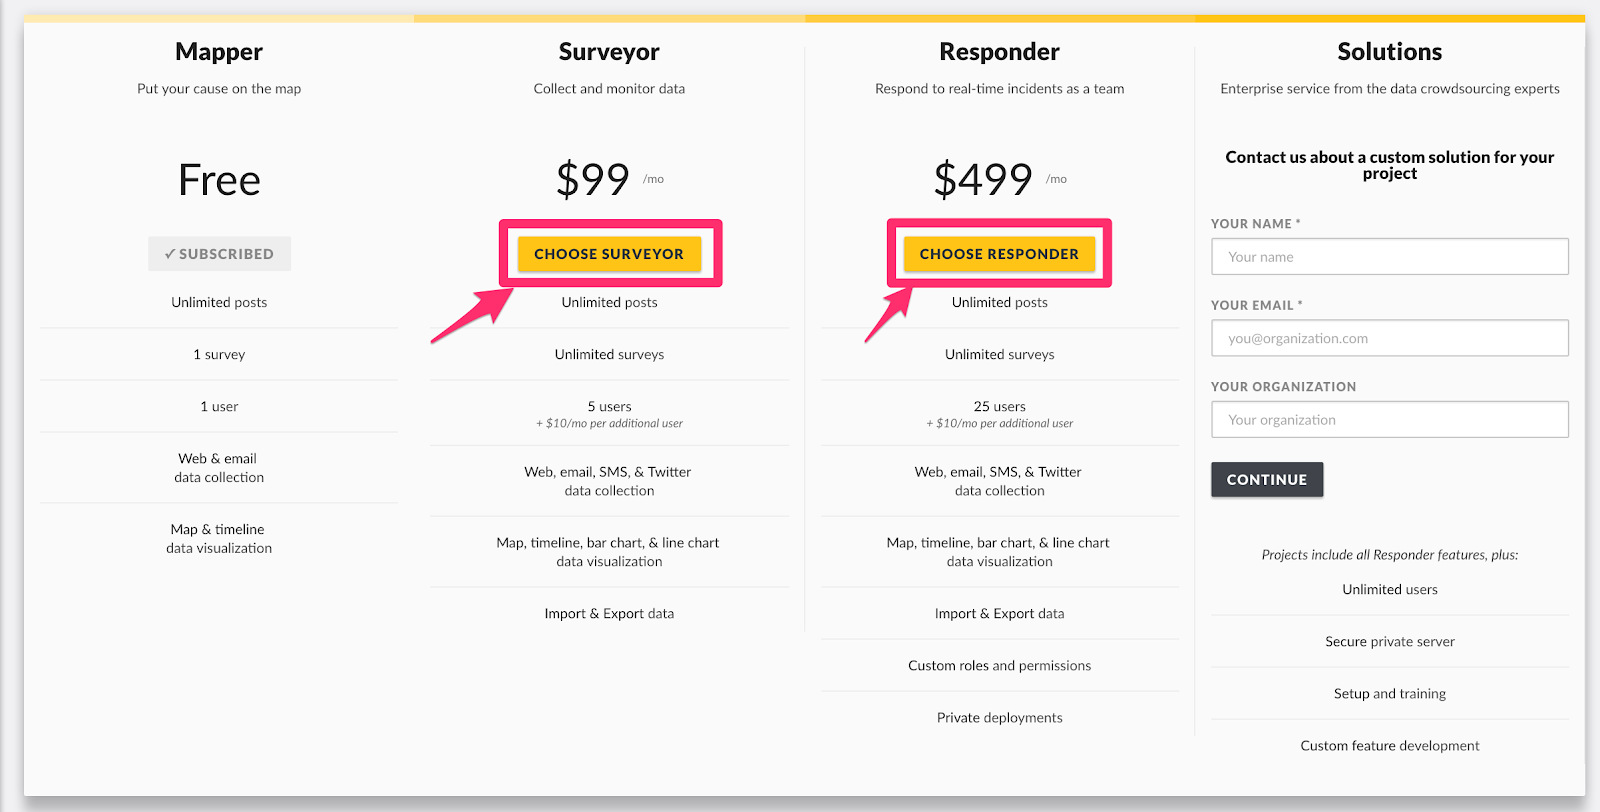 Mapper
Put your cause on the map
Free
✓ SUBSCRIBED
Unlimited posts
1 survey
1 user
Web & email
data collection
Map & timeline
data visualization
Surveyor
Collect and monitor data
$99 /mo
CHOOSE SURVEYOR
Unlimited posts
Unlimited surveys
5 users
+ $10/mo per additional user
Web, email, SMS, & Twitter
data collection
Map, timeline, bar chart, & line chart
data visualization
Import & Export data
Responder
Respond to real-time incidents as a team
$499 /mo
CHOOSE RESPONDER
Unlimited posts
Unlimited surveys
25 users
+ $10/mo per additional user
Web, email, SMS, & Twitter
data collection
Map, timeline, bar chart, & line chart
data visualization
Import & Export data
Custom roles and permissions
Private deployments
Solutions
Enterprise service from the data crowdsourcing experts
Contact us about a custom solution for your
project
YOUR NAME *
Your name
YOUR EMAIL *
you@organization.com
YOUR ORGANIZATION
Your organization
CONTINUE
Projects include all Responder features, plus:
Unlimited users
Secure private server
Setup and training
Custom feature development